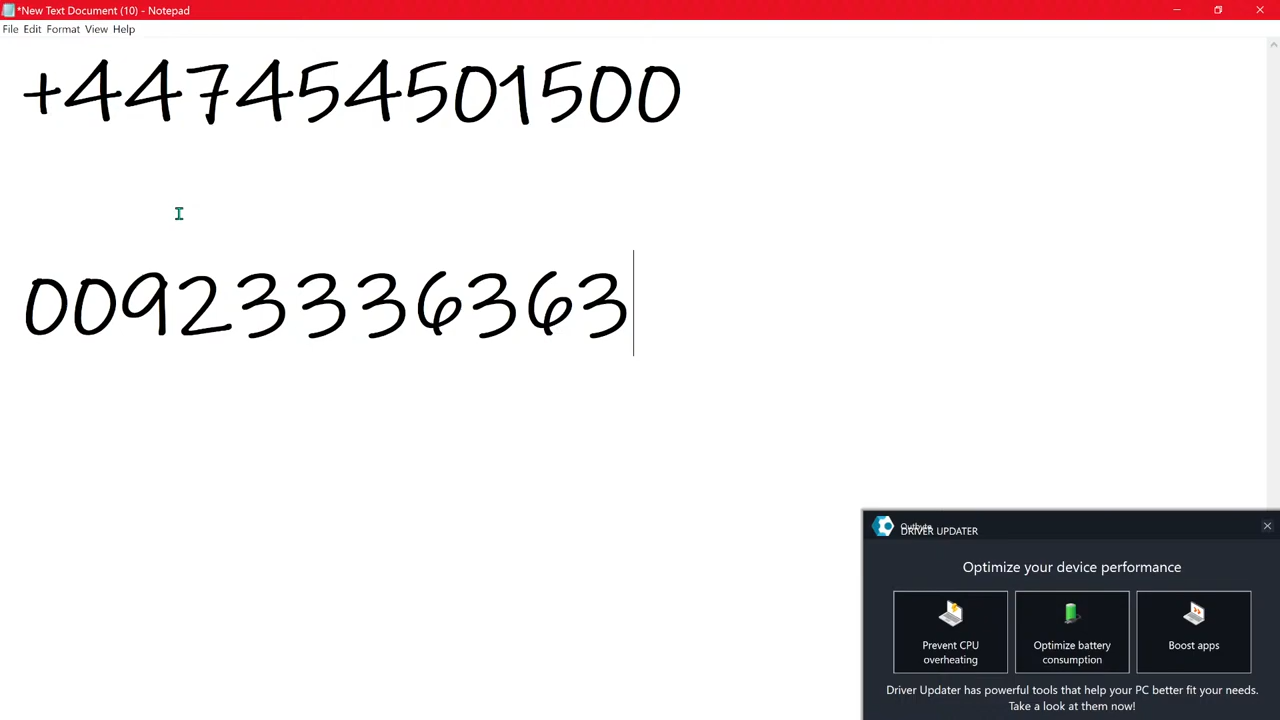 *New Text Document (10) - Notepad
File Edit Format View Help
+447454501500
00923336363
Outbyte
DRIVER UPDATER
Optimize your device performance
Prevent CPU
overheating
Optimize battery
consumption
Boost apps
Driver Updater has powerful tools that help your PC better fit your needs.
Take a look at them now!